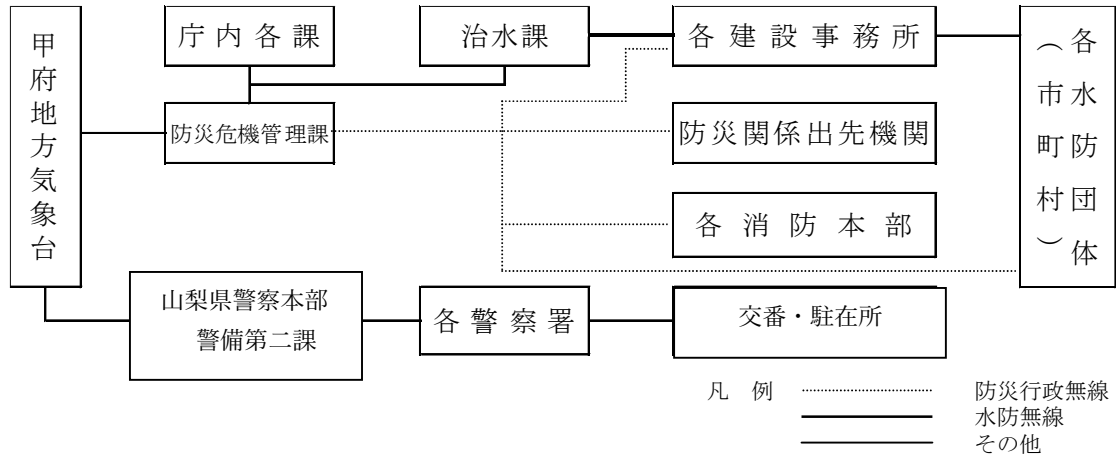 甲府地方気象台
庁内各課
治水課
各建設事務所
各水防団体
（市町村）
防災危機管理課
防災関係出先機関
各消防本部
山梨県警察本部
警備第二課
各警察署
交番・駐在所
凡　例
防災行政無線
水防無線
その他